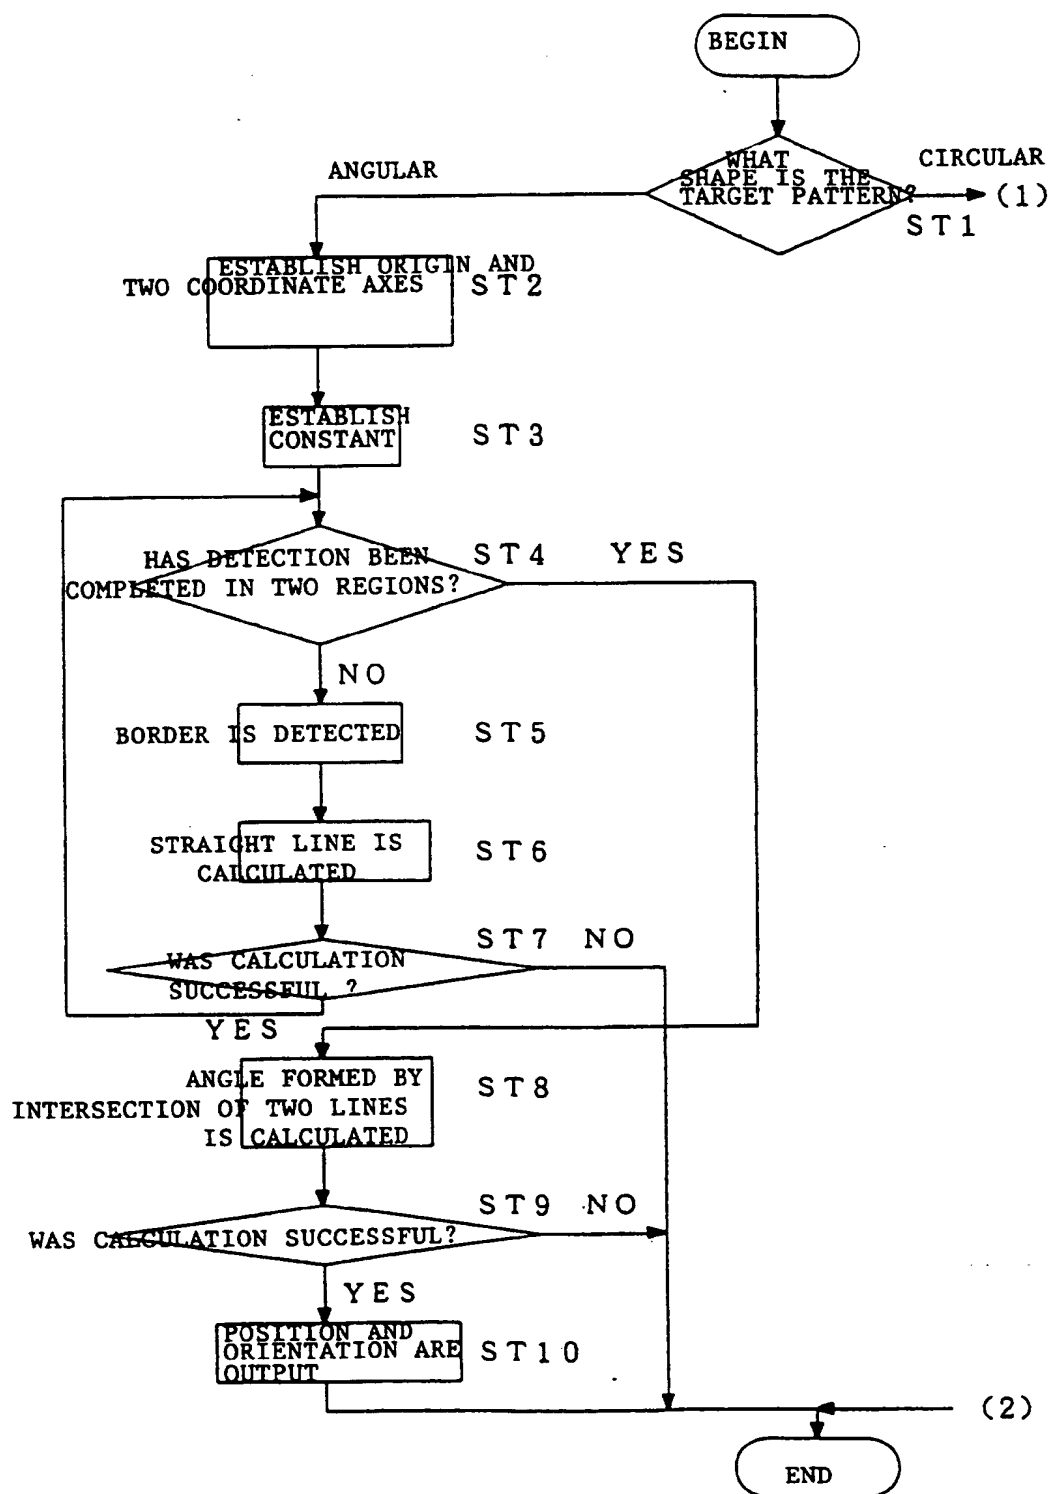 BEGIN
WHAT
SHAPE IS THE
TARGET PATTERN?
CIRCULAR
(1)
ST1
ANGULAR
ESTABLISH ORIGIN AND
TWO COORDINATE AXES
ST2
ESTABLISH
CONSTANT
ST3
HAS DETECTION BEEN
COMPLETED IN TWO REGIONS?
ST4
YES
NO
BORDER IS DETECTED
ST5
STRAIGHT LINE IS
CALCULATED
ST6
WAS CALCULATION
SUCCESSFUL ?
ST7 NO
YES
ANGLE FORMED BY
INTERSECTION OF TWO LINES
IS CALCULATED
ST8
WAS CALCULATION SUCCESSFUL?
ST9 NO
YES
POSITION AND
ORIENTATION ARE
OUTPUT
ST10
(2)
END